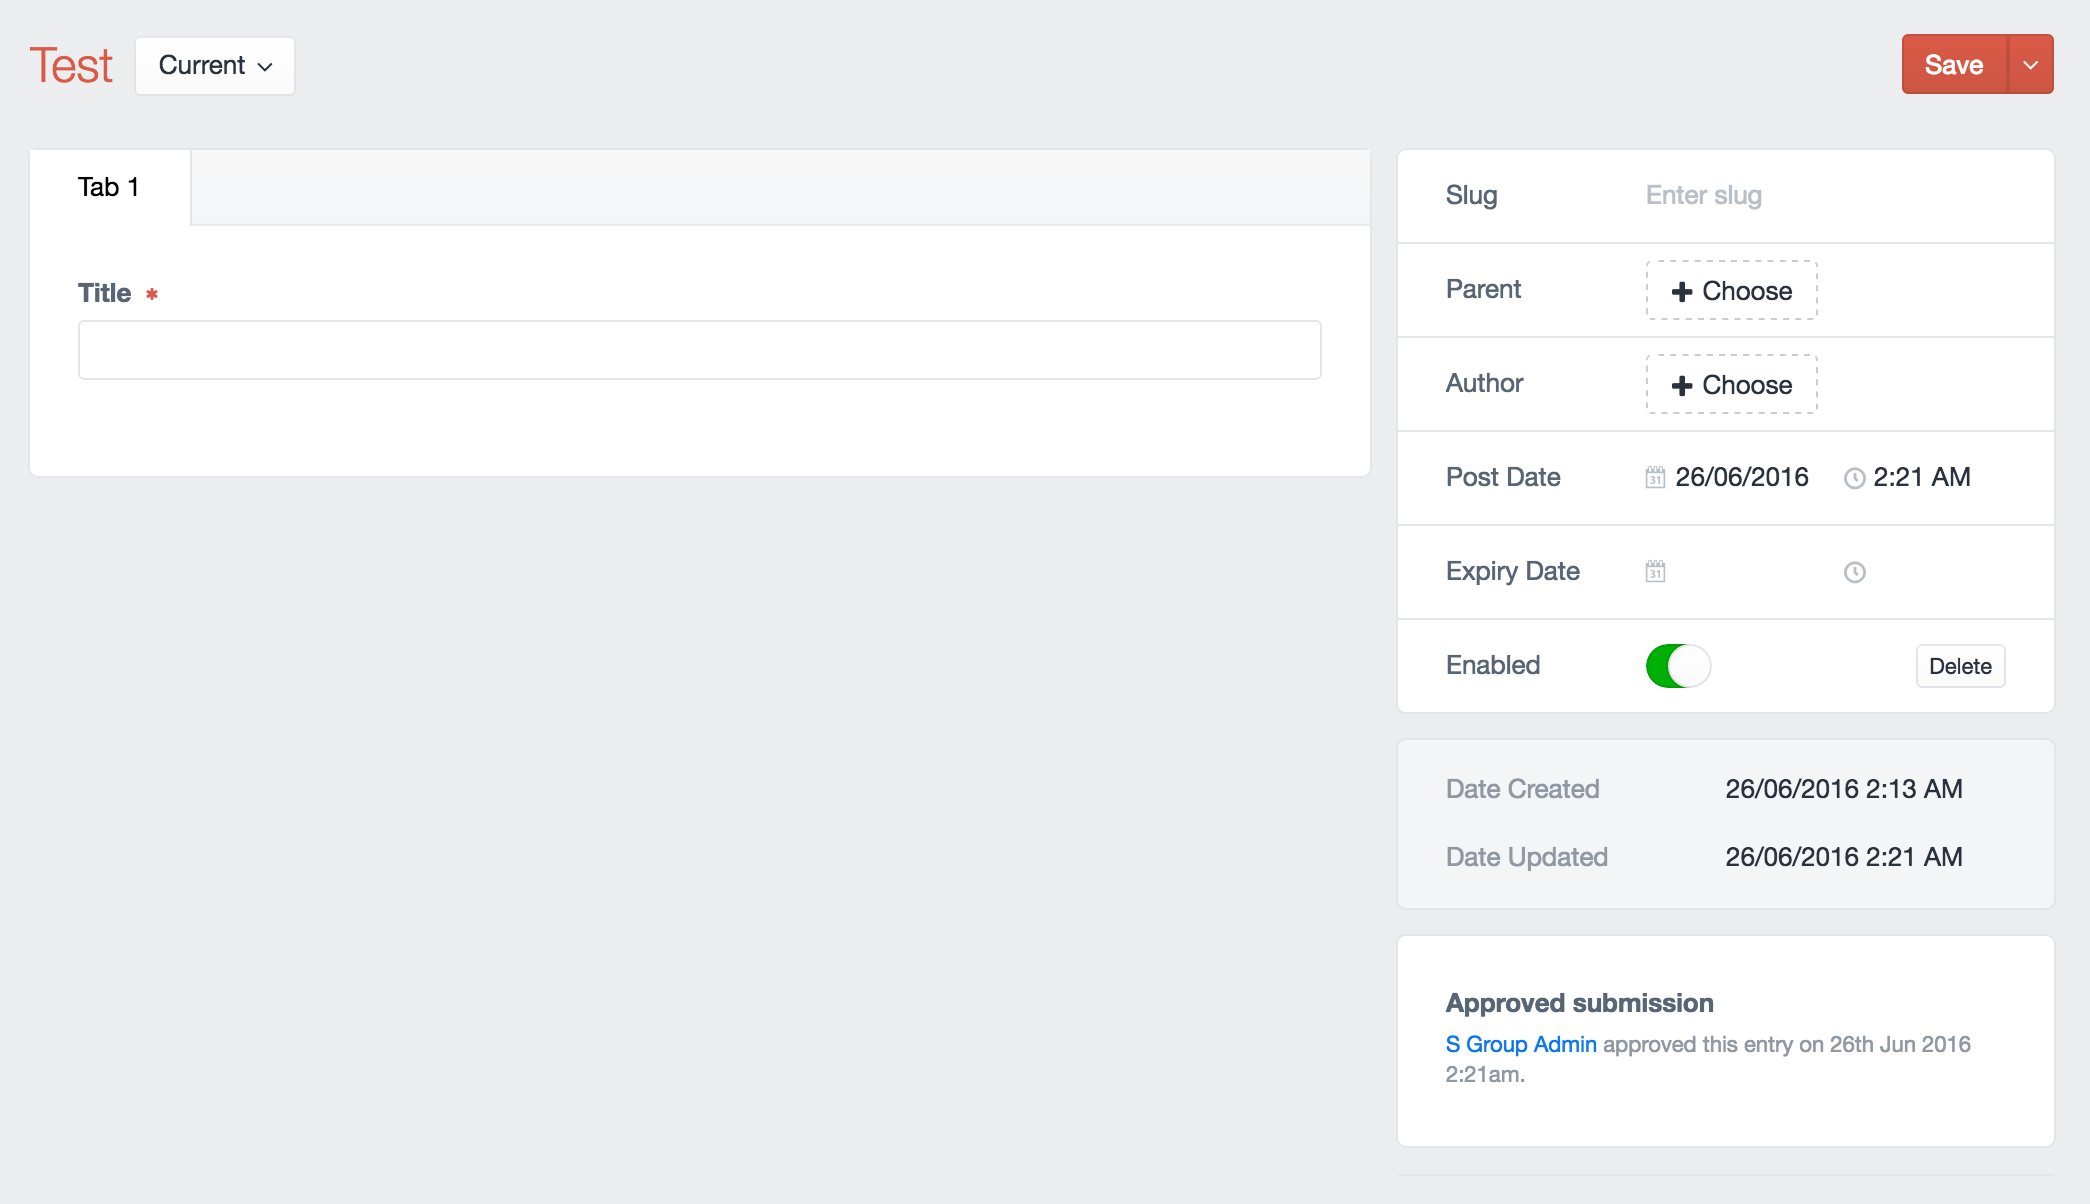 Test
Current
Save
Tab 1
Title *
Slug Enter slug
Parent + Choose
Author + Choose
Post Date 31 26/06/2016 2:21 AM
Expiry Date 31
Enabled Delete
Date Created 26/06/2016 2:13 AM
Date Updated 26/06/2016 2:21 AM
Approved submission
S Group Admin approved this entry on 26th Jun 2016
2:21am.